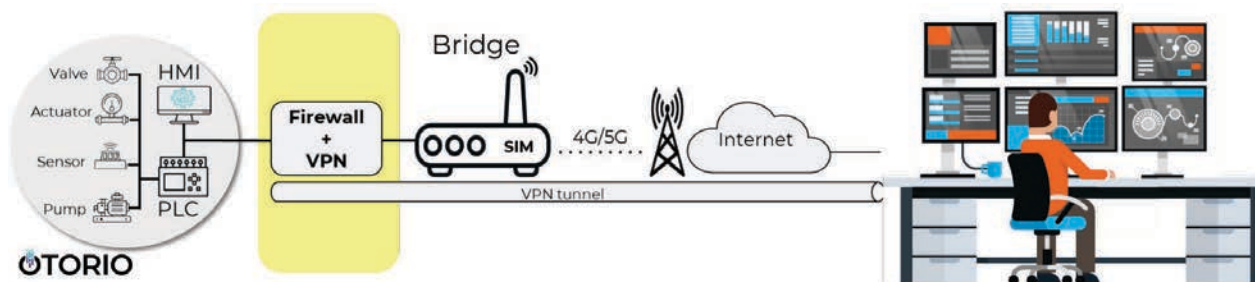 Valve
Actuator
Sensor
Pump
HMI
PLC
OTORIO
Firewall
+
VPN
Bridge
SIM
4G/5G
Internet
VPN tunnel